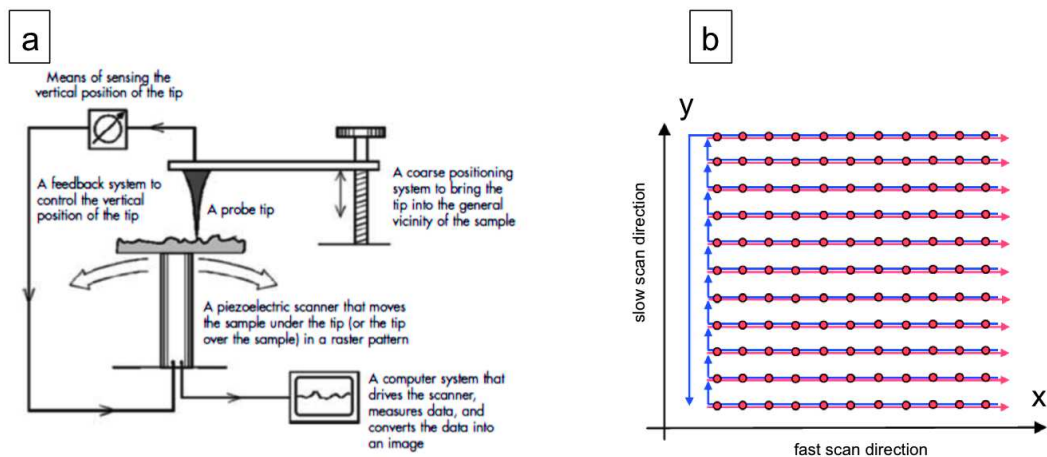 a
Means of sensing the
vertical position of the tip
A feedback system to
control the vertical
position of the tip
A probe tip
A coarse positioning
system to bring the
tip into the general
vicinity of the sample
A piezoelectric scanner that moves
the sample under the tip (or the tip
over the sample) in a raster pattern
A computer system that
drives the scanner,
measures data, and
converts the data into
an image
b
y
slow scan direction
x
fast scan direction